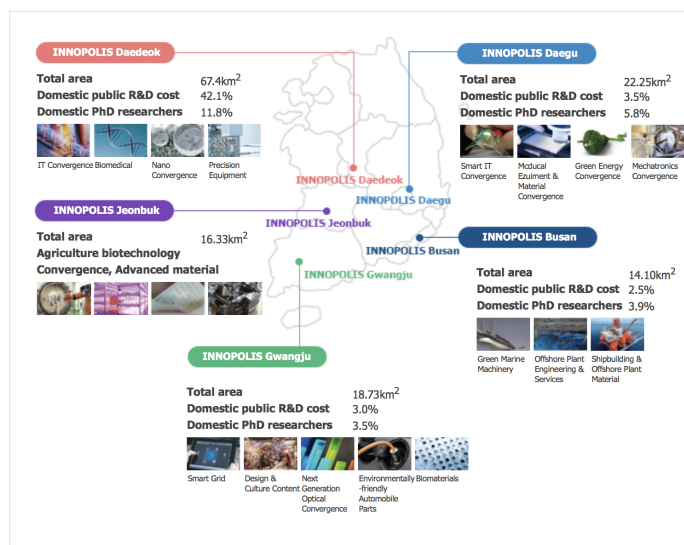 INNOPOLIS Daedeok
Total area 67.4km²
Domestic public R&D cost 42.1%
Domestic PhD researchers 11.8%
IT Convergence
Biomedical
Nano
Convergence
Precision
Equipment
INNOPOLIS Daegu
Total area 22.25km²
Domestic public R&D cost 3.5%
Domestic PhD researchers 5.8%
Smart IT
Convergence
Mcducal
Ezuiment &
Material
Convergence
Green Energy
Convergence
Mechatronics
Convergence
INNOPOLIS Daedeok
INNOPOLIS Daegu
INNOPOLIS Jeonbuk
INNOPOLIS Busan
INNOPOLIS Gwangju
INNOPOLIS Jeonbuk
Total area 16.33km²
Agriculture biotechnology
Convergence, Advanced material
INNOPOLIS Busan
Total area 14.10km²
Domestic public R&D cost 2.5%
Domestic PhD researchers 3.9%
Green Marine
Machinery
Offshore Plant
Engineering &
Services
Shipbuilding &
Offshore Plant
Material
INNOPOLIS Gwangju
Total area 18.73km²
Domestic public R&D cost 3.0%
Domestic PhD researchers 3.5%
Smart Grid
Design &
Culture Content
Next
Generation
Optical
Convergence
Environmentally
-friendly
Automobile
Parts
Biomaterials